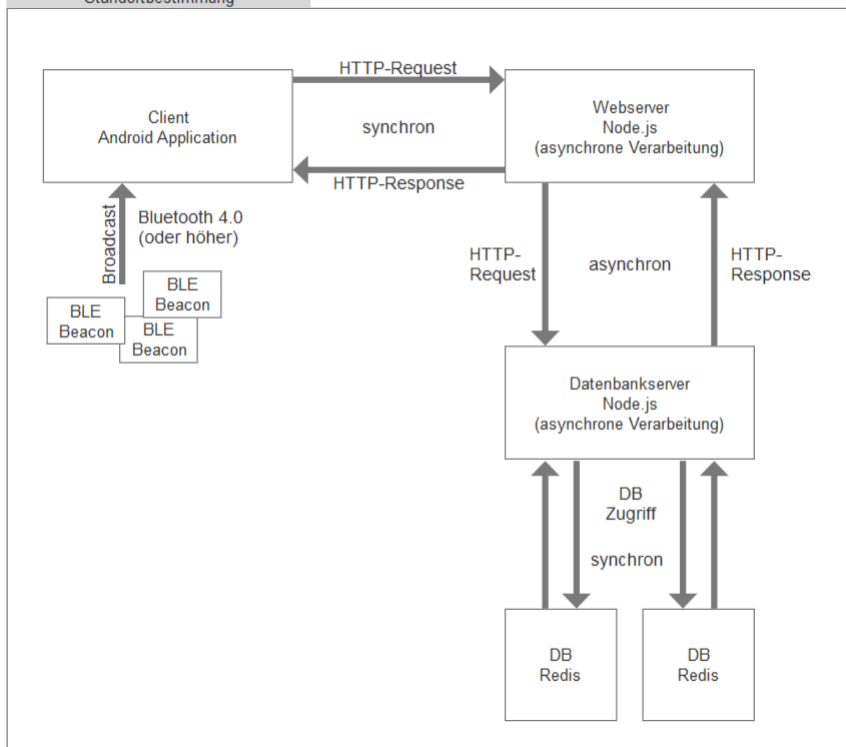 Standortbestimmung
HTTP-Request
Client
Android Application
synchron
Webserver
Node.js
(asynchrone Verarbeitung)
HTTP-Response
Broadcast
Bluetooth 4.0
(oder höher)
BLE
Beacon
BLE
Beacon
BLE
Beacon
HTTP-
Request
asynchron
HTTP-
Response
Datenbankserver
Node.js
(asynchrone Verarbeitung)
DB
Zugriff
synchron
DB
Redis
DB
Redis